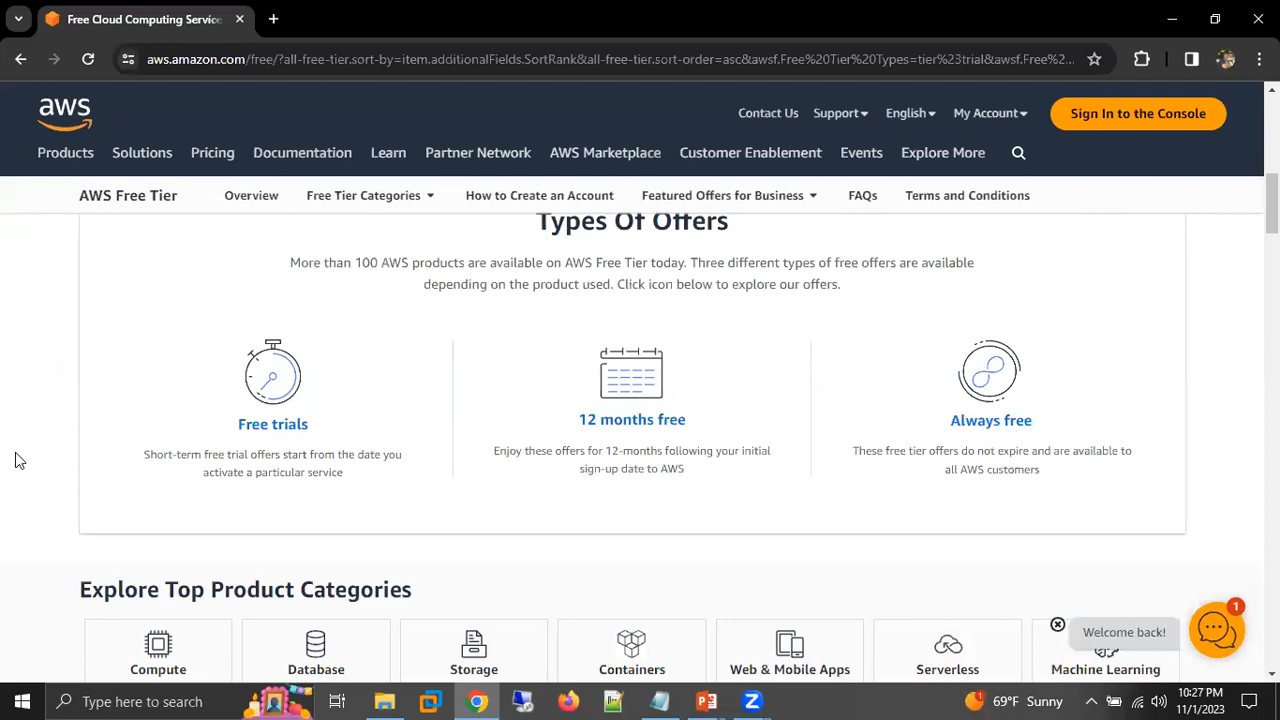 Free Cloud Computing Service
aws.amazon.com/free/?all-free-tier.sort-by=item.additionalFields.SortRank&all-free-tier.sort-order=asc&awsf.Free%20Tier%20Types=tier%23trial&awsf.Free%2...
aws
Contact Us Support English My Account Sign In to the Console
Products Solutions Pricing Documentation Learn Partner Network AWS Marketplace Customer Enablement Events Explore More
AWS Free Tier Overview Free Tier Categories How to Create an Account Featured Offers for Business FAQs Terms and Conditions
Types Of Offers
More than 100 AWS products are available on AWS Free Tier today. Three different types of free offers are available
depending on the product used. Click icon below to explore our offers.
Free trials
Short-term free trial offers start from the date you
activate a particular service
12 months free
Enjoy these offers for 12-months following your initial
sign-up date to AWS
Always free
These free tier offers do not expire and are available to
all AWS customers
Explore Top Product Categories
Compute Database Storage Containers Web & Mobile Apps Serverless Machine Learning
Welcome back!
1
Type here to search
1
69°F Sunny
10:27 PM
11/1/2023